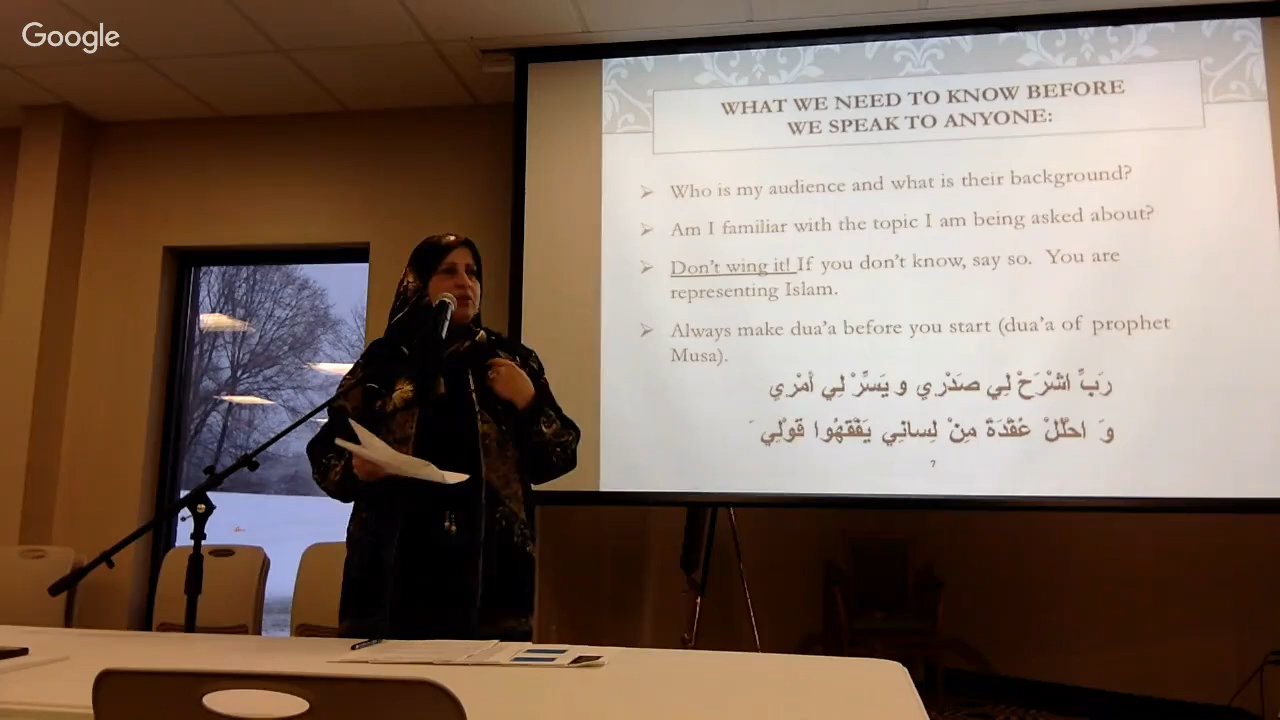 Google
WHAT WE NEED TO KNOW BEFORE
WE SPEAK TO ANYONE:
Who is my audience and what is their background?
Am I familiar with the topic I am being asked about?
Don't wing it! If you don't know, say so. You are
representing Islam.
Always make dua'a before you start (dua'a of prophet
Musa).
رَبِّ اشْرَحْ لِي صَدْرِي و يَسِّرْ لِي أمْرِي
وَ احْلُلْ عُقْدَةً مِنْ لِساني يَفْقَهُوا قَوْلِي
7